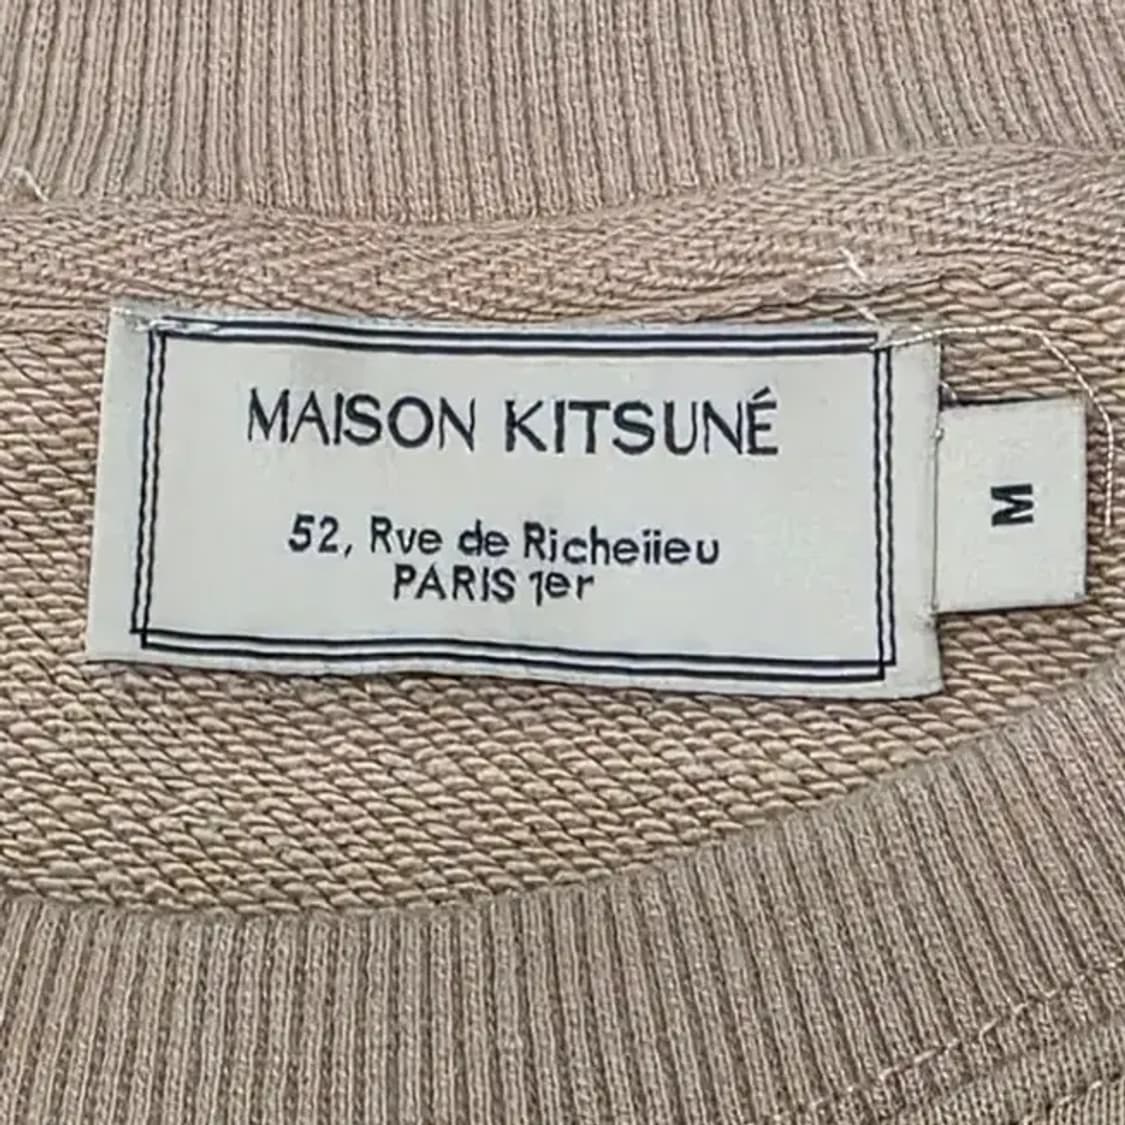 MAISON KITSUNÉ
52, Rve de Richeiieu
PARIS 1er
M